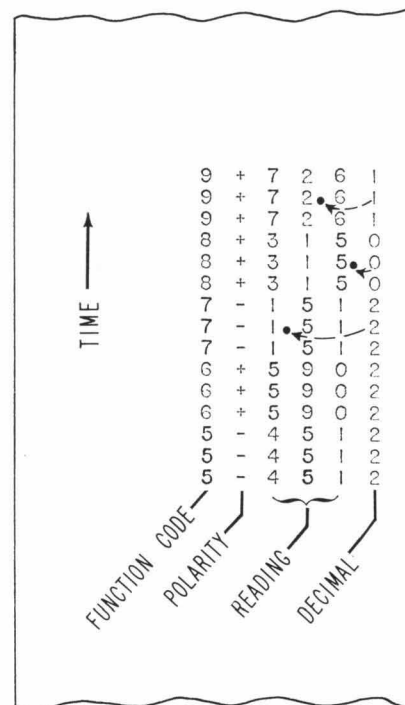 9 + 7 2 6 1
9 + 7 2 6 1
9 + 7 2 6 1
8 + 3 1 5 0
8 + 3 1 5 0
8 + 3 1 5 0
7 - 1 5 1 2
7 - 1 5 1 2
7 - 1 5 1 2
6 + 5 9 0 2
6 + 5 9 0 2
6 + 5 9 0 2
5 - 4 5 1 2
5 - 4 5 1 2
5 - 4 5 1 2
TIME
FUNCTION CODE
POLARITY
READING
DECIMAL